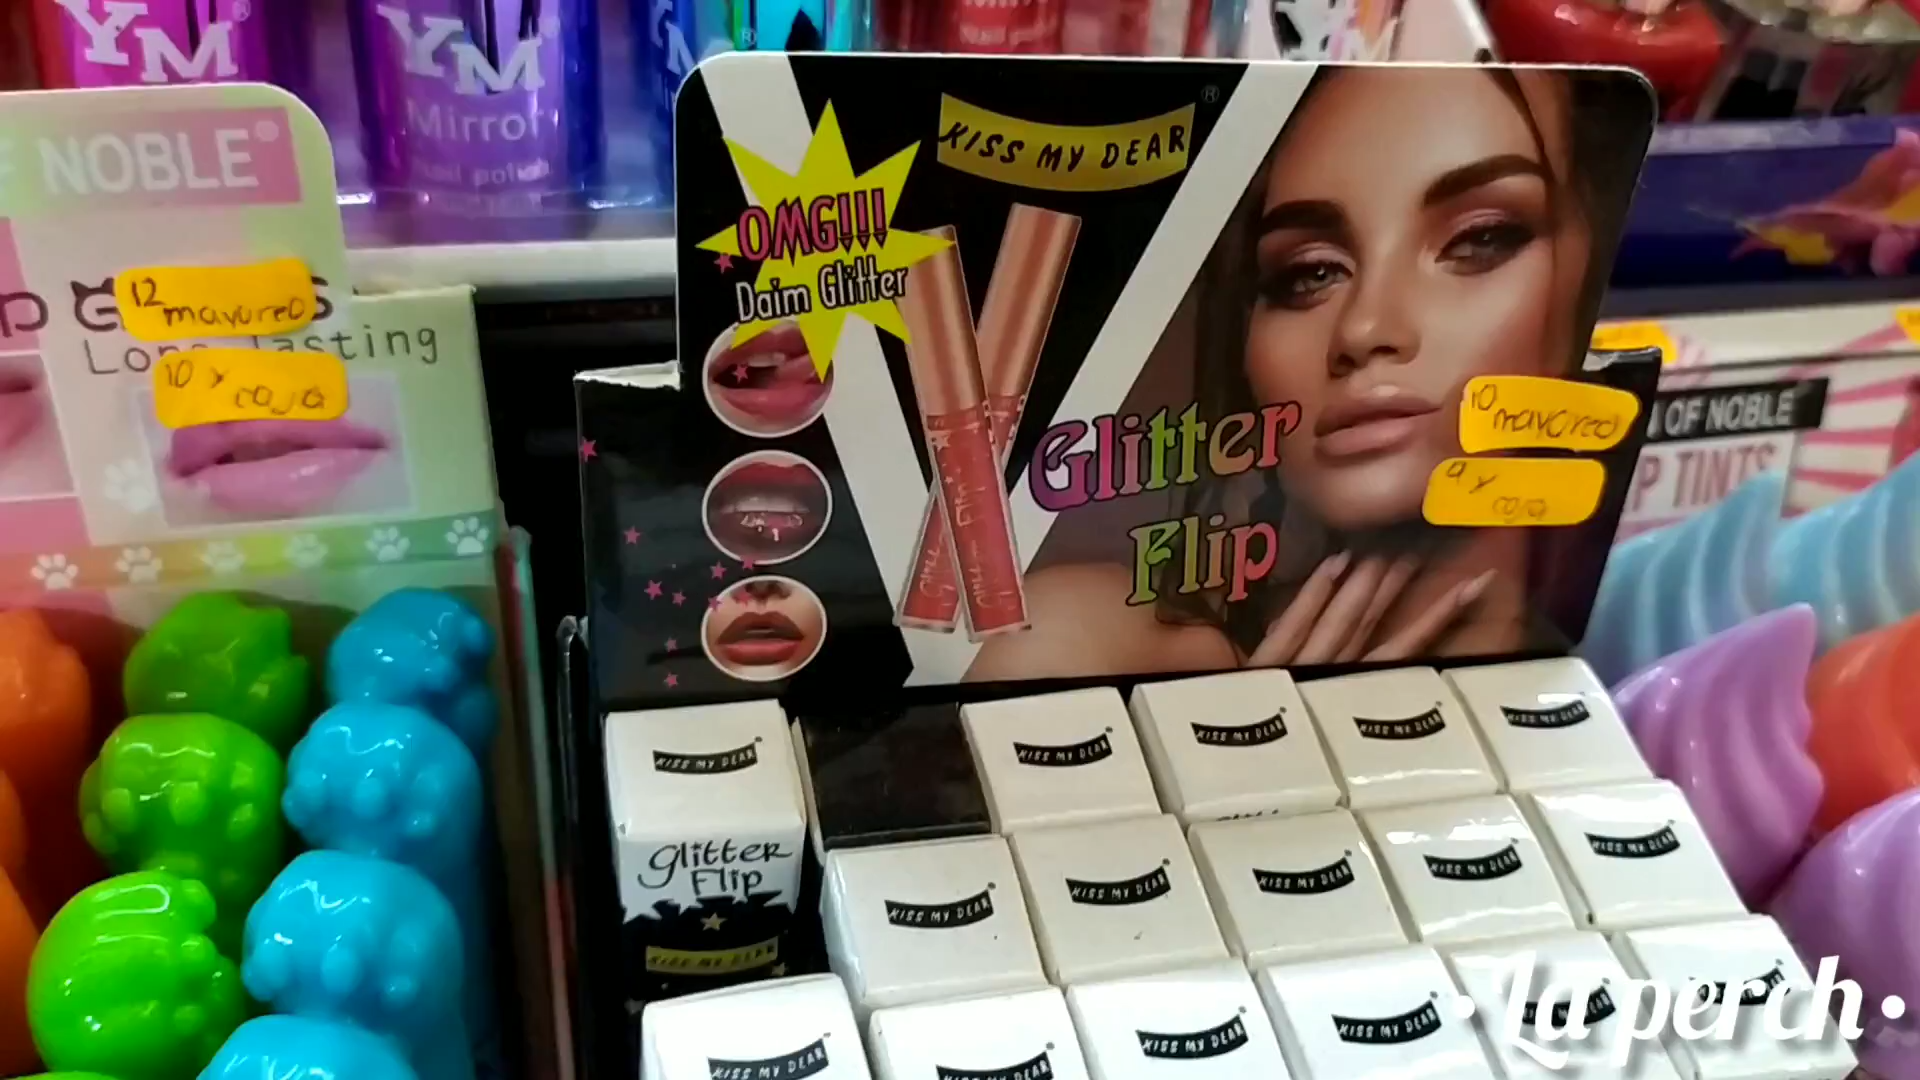 YM
YM
Mirror
nail polish
YM
NOBLE
12 mayoreo
Long lasting
10 x caja
KISS MY DEAR
OMG!!!
Daim Glitter
Glitter
Flip
10 mayoreo
9 x caja
OF NOBLE
P TINTS
KISS MY DEAR
KISS MY DEAR
KISS MY DEAR
KISS MY DEAR
KISS MY DEAR
Glitter
Flip
KISS MY DEAR
KISS MY DEAR
KISS MY DEAR
KISS MY DEAR
KISS MY DEAR
KISS MY DEAR
KISS MY DEAR
KISS MY DEAR
KISS MY DEAR
KISS MY DEAR
La perch